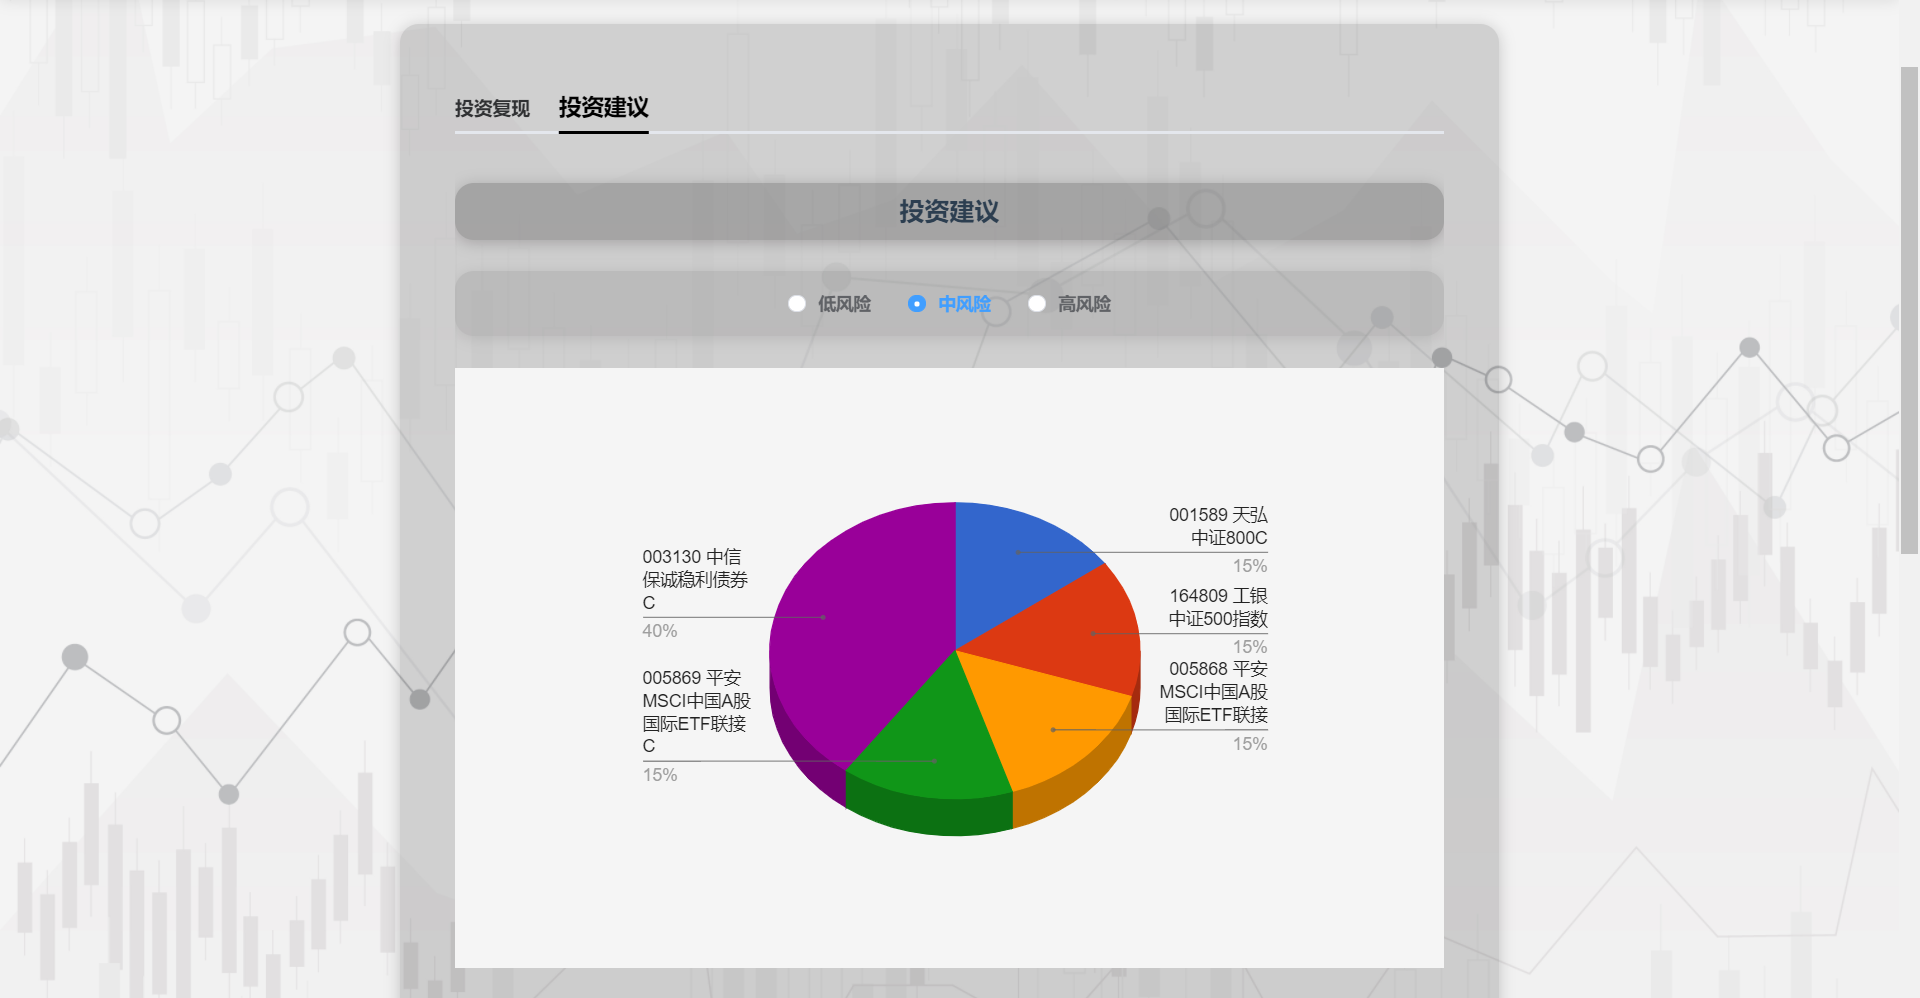 投资复现
投资建议
投资建议
低风险
中风险
高风险
003130 中信
保诚稳利债券
C
40%
005869 平安
MSCI中国A股
国际ETF联接
C
15%
001589 天弘
中证800C
15%
164809 工银
中证500指数
15%
005868 平安
MSCI中国A股
国际ETF联接
15%